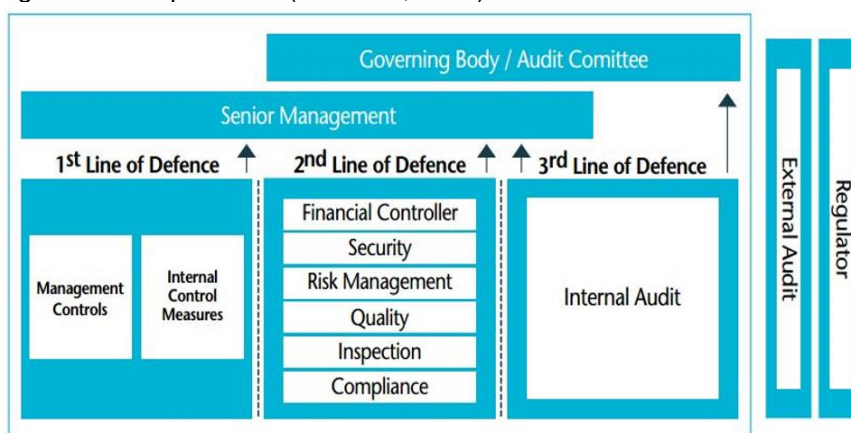 Governing Body / Audit Comittee
Senior Management
1st Line of Defence
2nd Line of Defence
3rd Line of Defence
Management
Controls
Internal
Control
Measures
Financial Controller
Security
Risk Management
Quality
Inspection
Compliance
Internal Audit
External Audit
Regulator